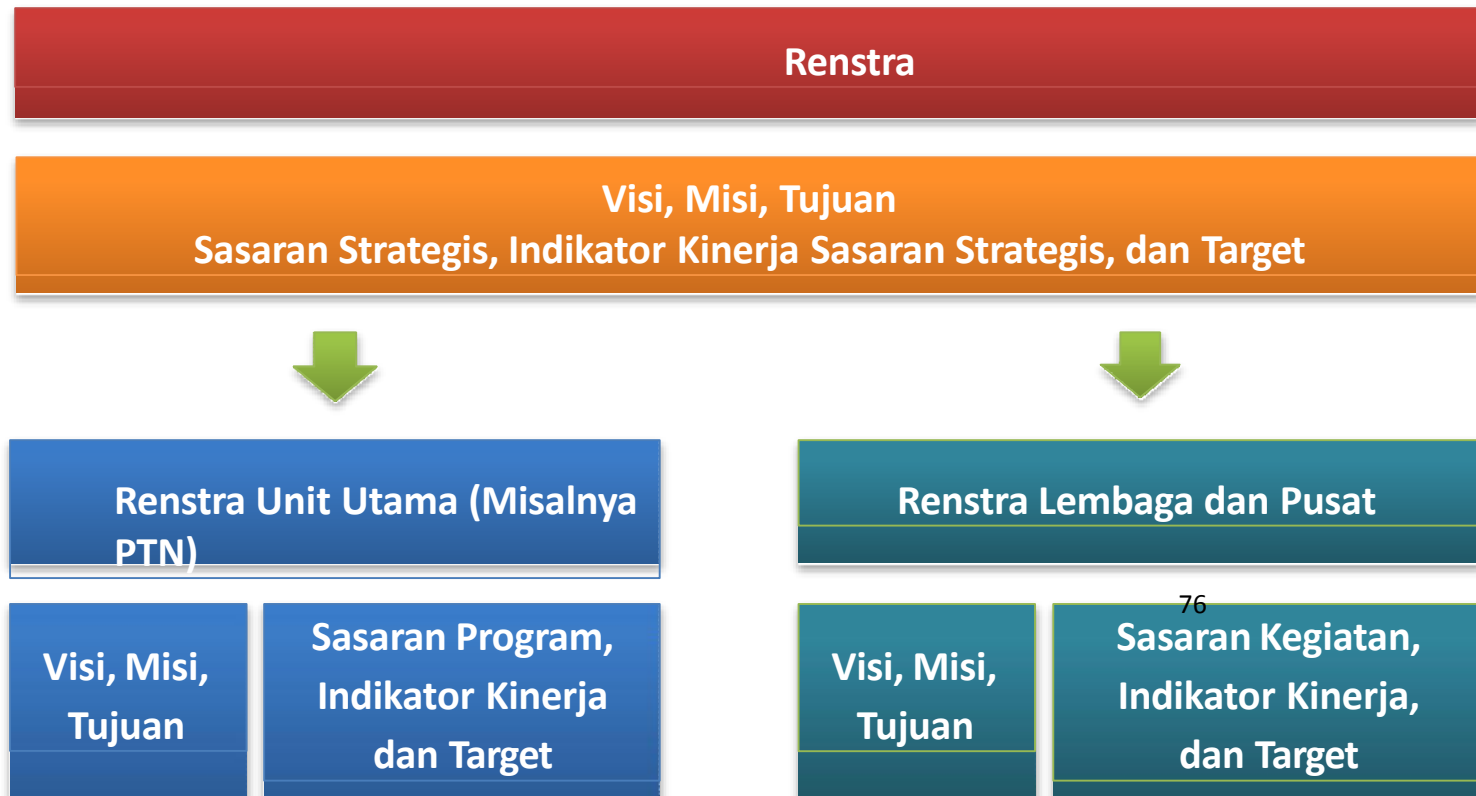 Renstra
Visi, Misi, Tujuan
Sasaran Strategis, Indikator Kinerja Sasaran Strategis, dan Target
Renstra Unit Utama (Misalnya
PTN)
Visi, Misi,
Tujuan
Sasaran Program,
Indikator Kinerja
dan Target
Renstra Lembaga dan Pusat
Visi, Misi,
Tujuan
76
Sasaran Kegiatan,
Indikator Kinerja,
dan Target